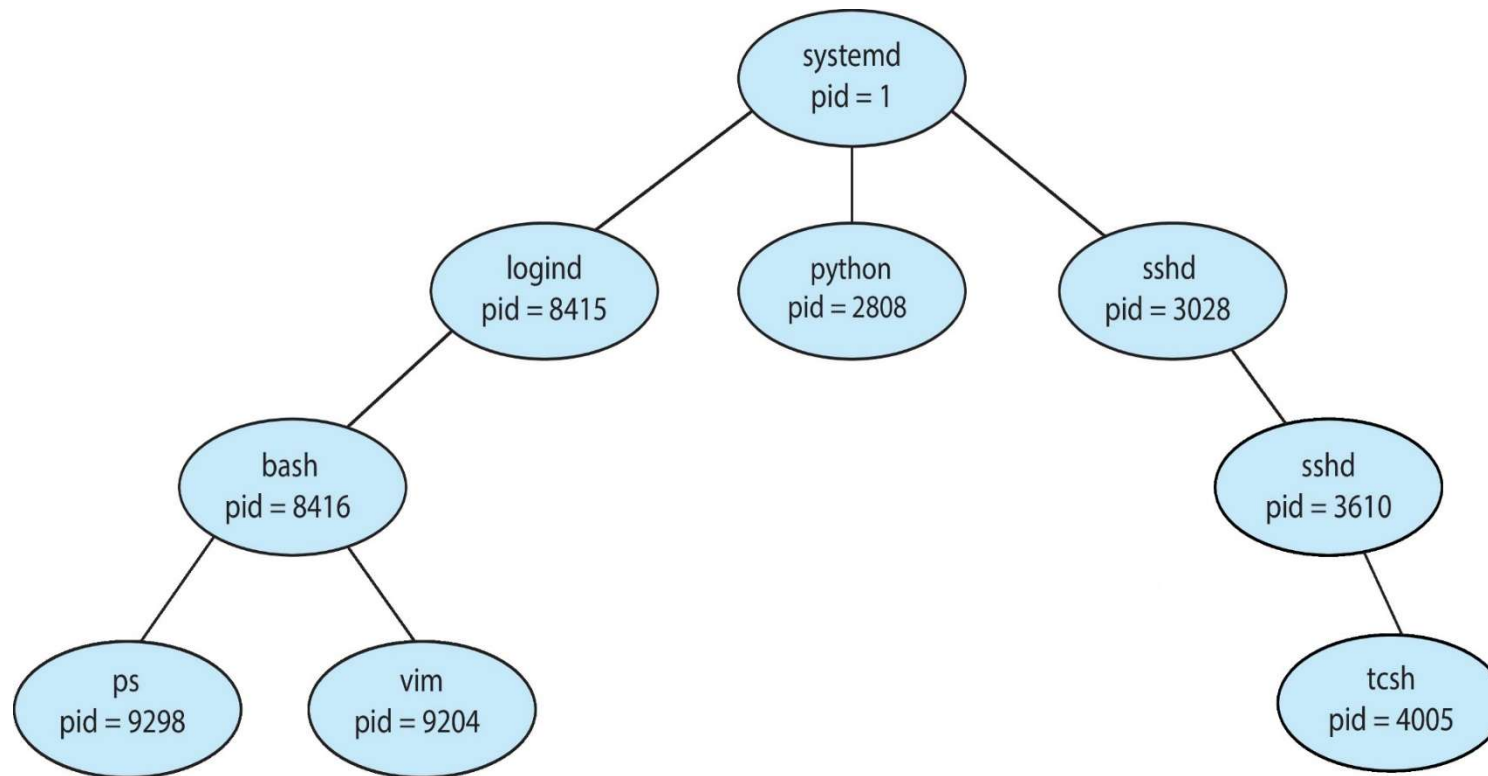 systemd
pid = 1
logind
pid = 8415
python
pid = 2808
sshd
pid = 3028
bash
pid = 8416
sshd
pid = 3610
ps
pid = 9298
vim
pid = 9204
tcsh
pid = 4005